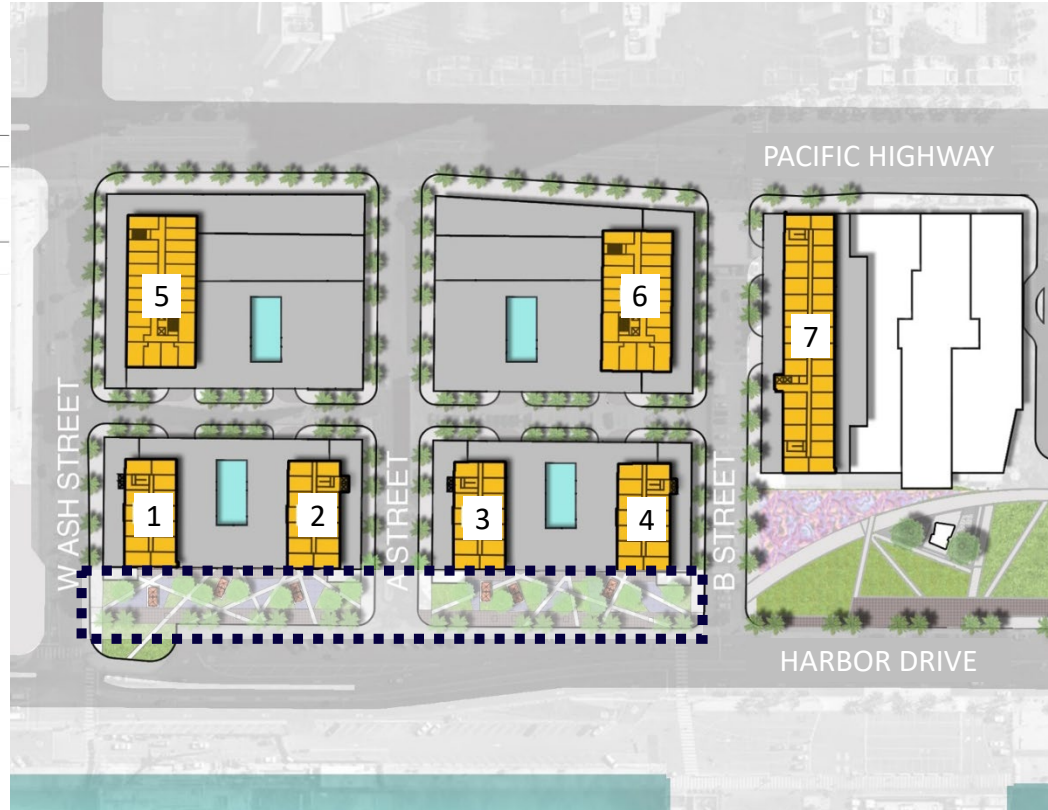 PACIFIC HIGHWAY
5
6
7
W ASH STREET
A STREET
B STREET
1
2
3
4
HARBOR DRIVE